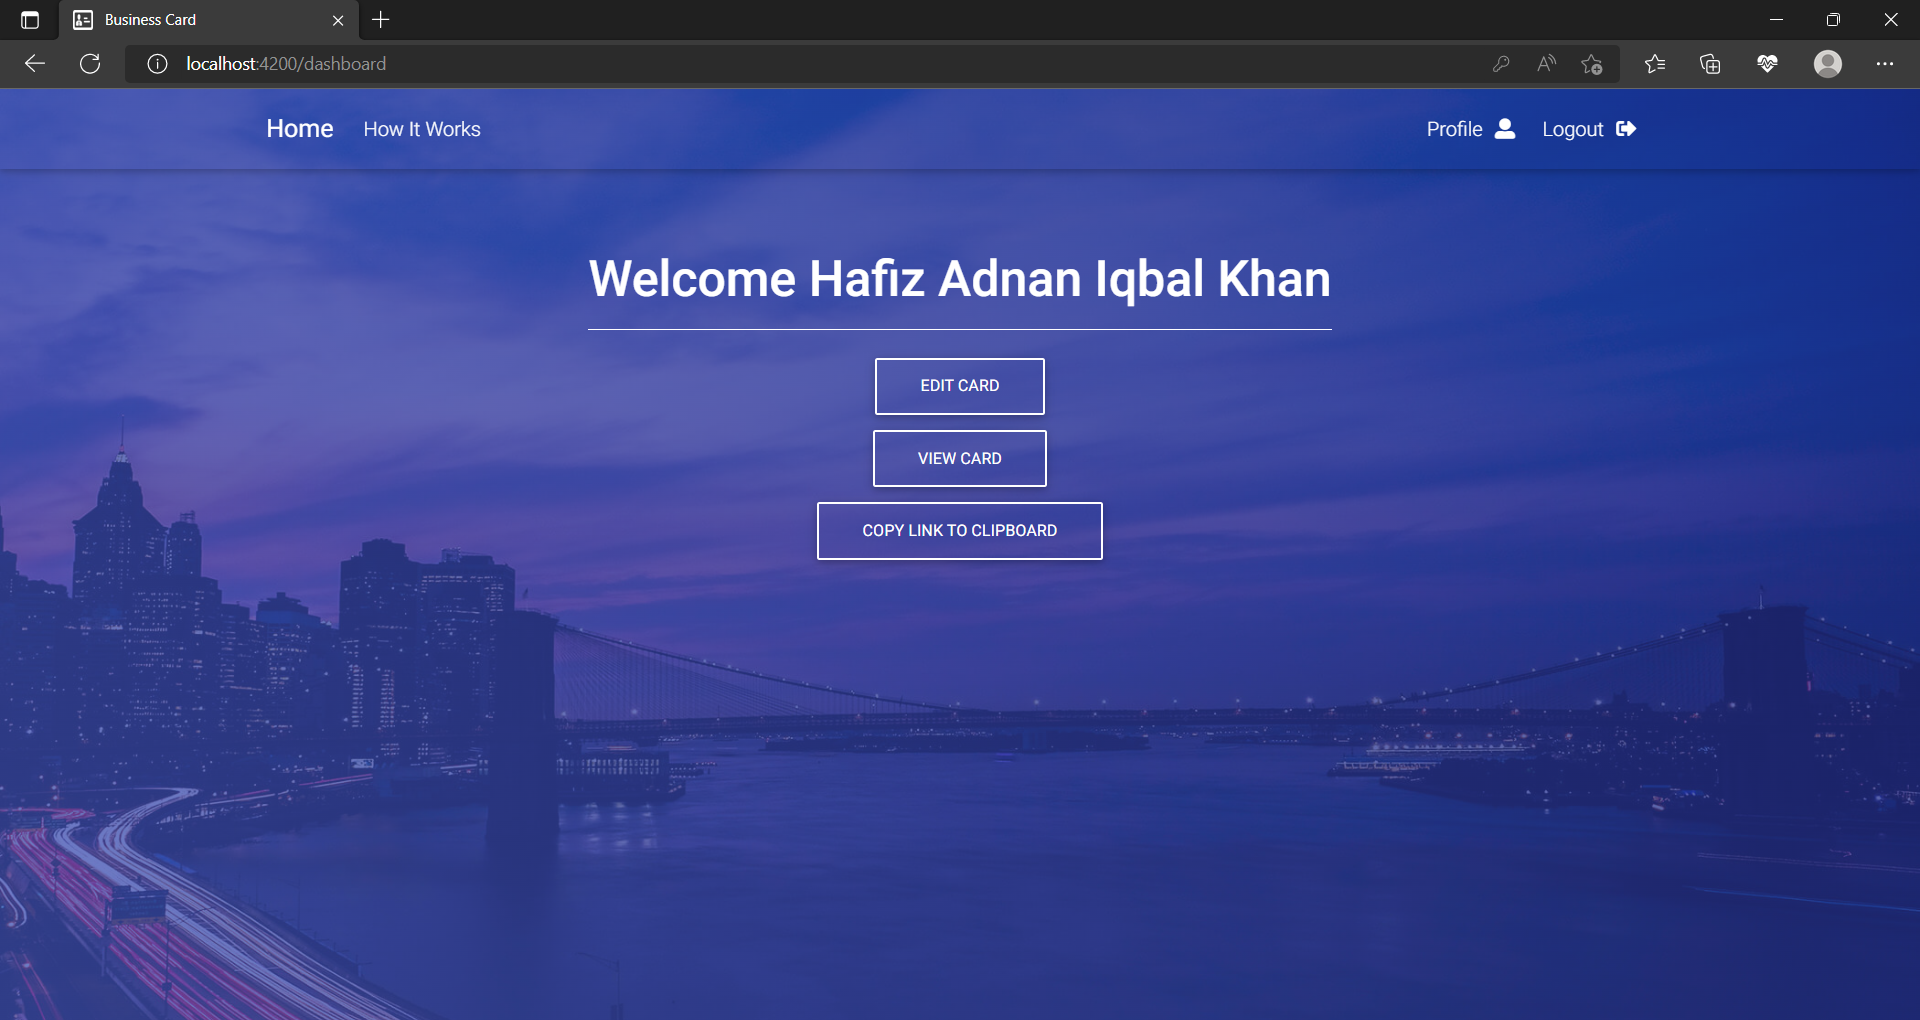 Business Card
localhost:4200/dashboard
Home How It Works Profile Logout
Welcome Hafiz Adnan Iqbal Khan
EDIT CARD
VIEW CARD
COPY LINK TO CLIPBOARD